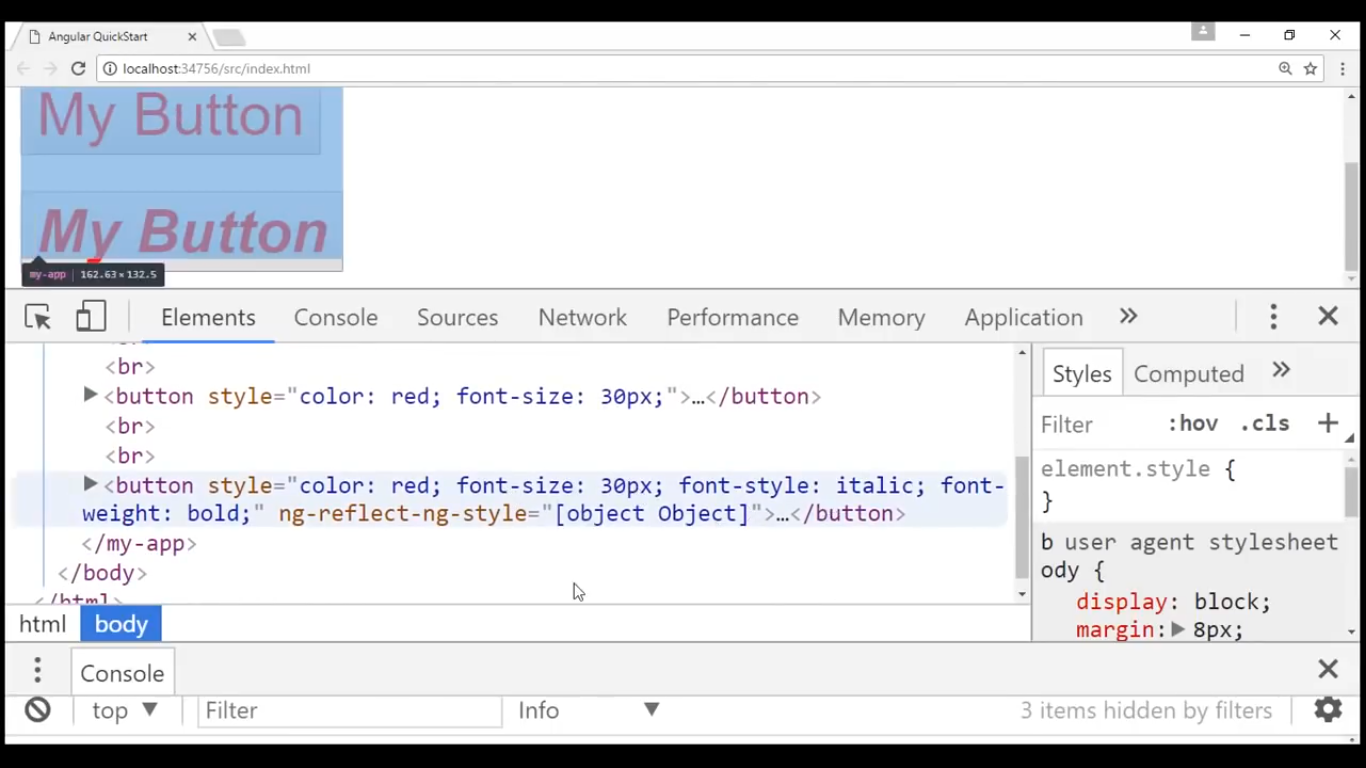 Angular QuickStart
localhost:34756/src/index.html
My Button
My Button
my-app | 162.63×132.5
Elements Console Sources Network Performance Memory Application »
<br>
<button style="color: red; font-size: 30px;">…</button>
<br>
<br>
<button style="color: red; font-size: 30px; font-style: italic; font-
weight: bold;" ng-reflect-ng-style="[object Object]">…</button>
</my-app>
</body>
</html>
html body
Styles Computed »
Filter :hov .cls +
element.style {
}
b user agent stylesheet
ody {
display: block;
margin:▶ 8px;
Console
top ▼ Filter Info ▼ 3 items hidden by filters